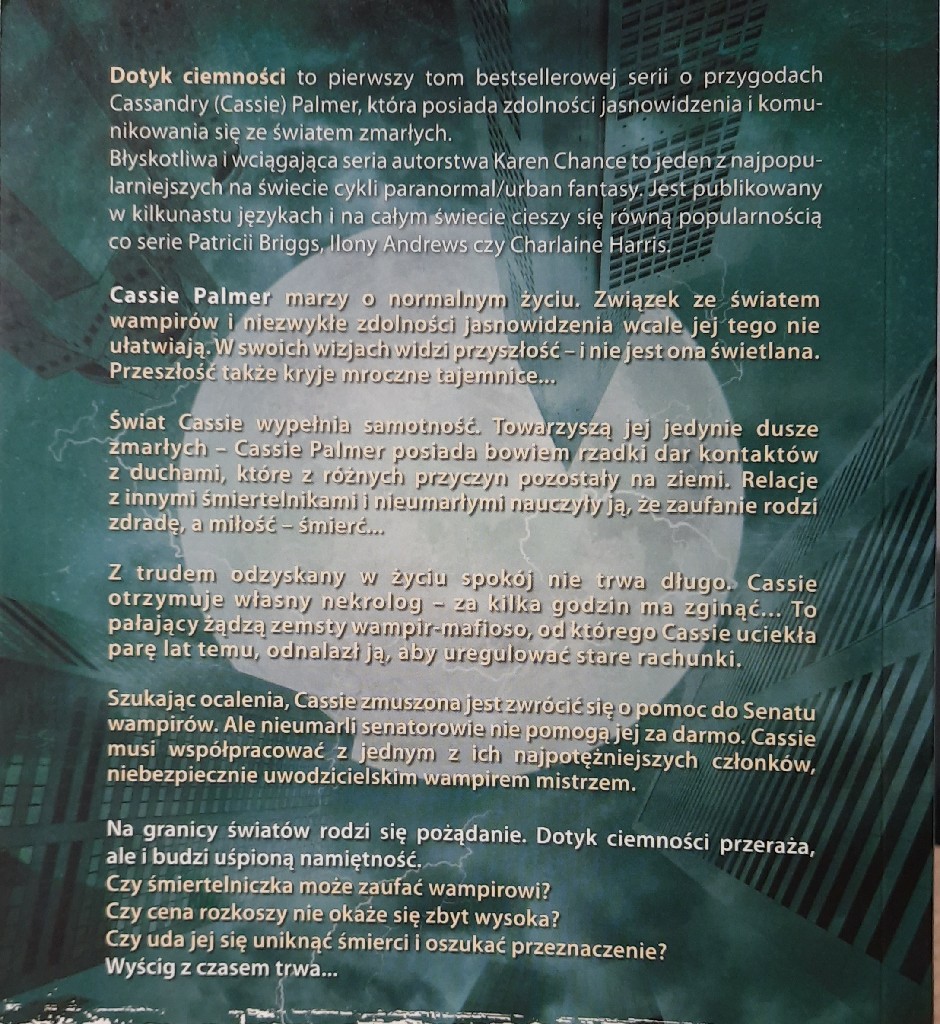 Dotyk ciemności to pierwszy tom bestsellerowej serii o przygodach
Cassandry (Cassie) Palmer, która posiada zdolności jasnowidzenia i komu-
nikowania się ze światem zmarłych.
Błyskotliwa i wciągająca seria autorstwa Karen Chance to jeden z najpopu-
larniejszych na świecie cykli paranormal/urban fantasy. Jest publikowany
w kilkunastu językach i na całym świecie cieszy się równą popularnością
co serie Patricii Briggs, Ilony Andrews czy Charlaine Harris.
Cassie Palmer marzy o normalnym życiu. Związek ze światem
wampirów i niezwykłe zdolności jasnowidzenia wcale jej tego nie
ułatwiają. W swoich wizjach widzi przyszłość – i nie jest ona świetlana.
Przeszłość także kryje mroczne tajemnice...
Świat Cassie wypełnia samotność. Towarzyszą jej jedynie dusze
zmarłych – Cassie Palmer posiada bowiem rzadki dar kontaktów
z duchami, które z różnych przyczyn pozostały na ziemi. Relacje
z innymi śmiertelnikami i nieumarłymi nauczyły ją, że zaufanie rodzi
zdradę, a miłość – śmierć...
Z trudem odzyskany w życiu spokój nie trwa długo. Cassie
otrzymuje własny nekrolog – za kilka godzin ma zginąć... To
pałający żądzą zemsty wampir-mafioso, od którego Cassie uciekła
parę lat temu, odnalazł ją, aby uregulować stare rachunki.
Szukając ocalenia, Cassie zmuszona jest zwrócić się o pomoc do Senatu
wampirów. Ale nieumarli senatorowie nie pomogą jej za darmo. Cassie
musi współpracować z jednym z ich najpotężniejszych członków,
niebezpiecznie uwodzicielskim wampirem mistrzem.
Na granicy światów rodzi się pożądanie. Dotyk ciemności przeraża,
ale i budzi uśpioną namiętność.
Czy śmiertelniczka może zaufać wampirowi?
Czy cena rozkoszy nie okaże się zbyt wysoka?
Czy uda jej się uniknąć śmierci i oszukać przeznaczenie?
Wyścig z czasem trwa...